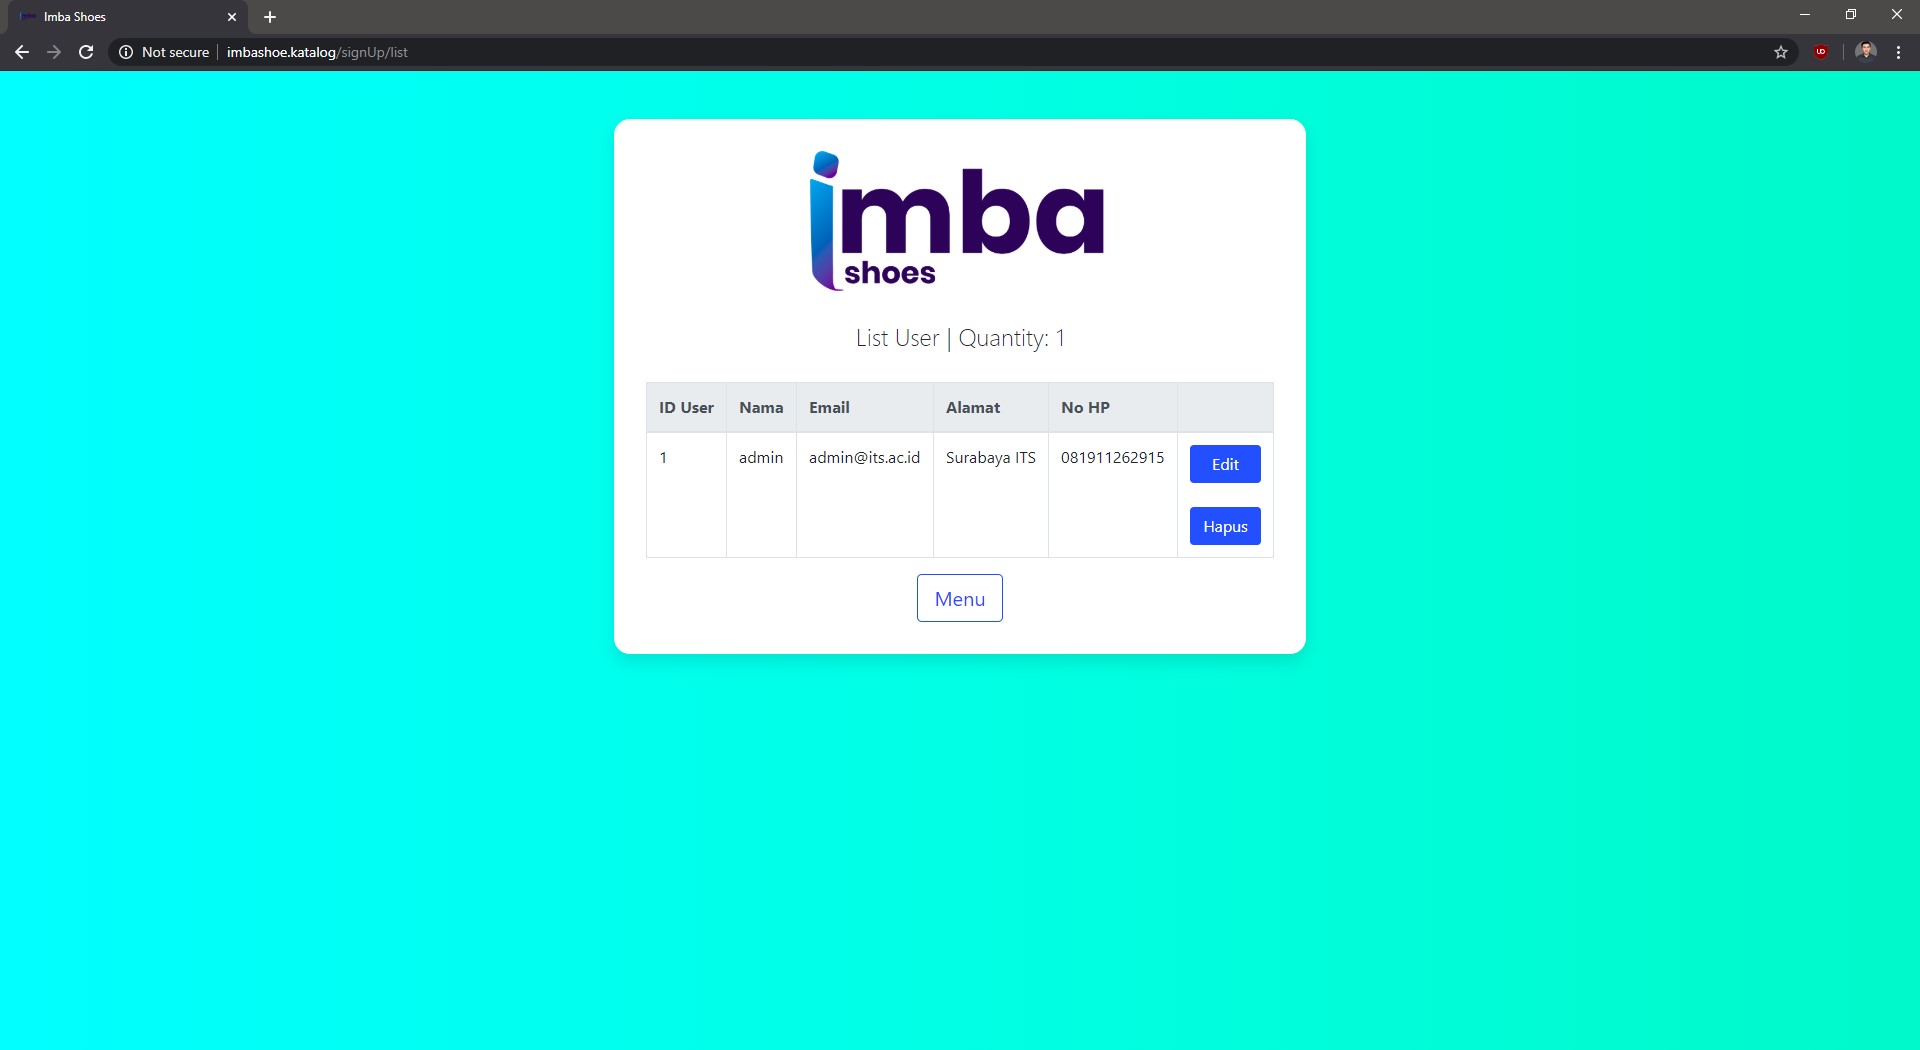 Imba Shoes
Not secure
imbashoe.katalog/signUp/list
imba
shoes
List User | Quantity: 1
ID User Nama Email Alamat No HP
1 admin admin@its.ac.id Surabaya ITS 081911262915 Edit
Hapus
Menu